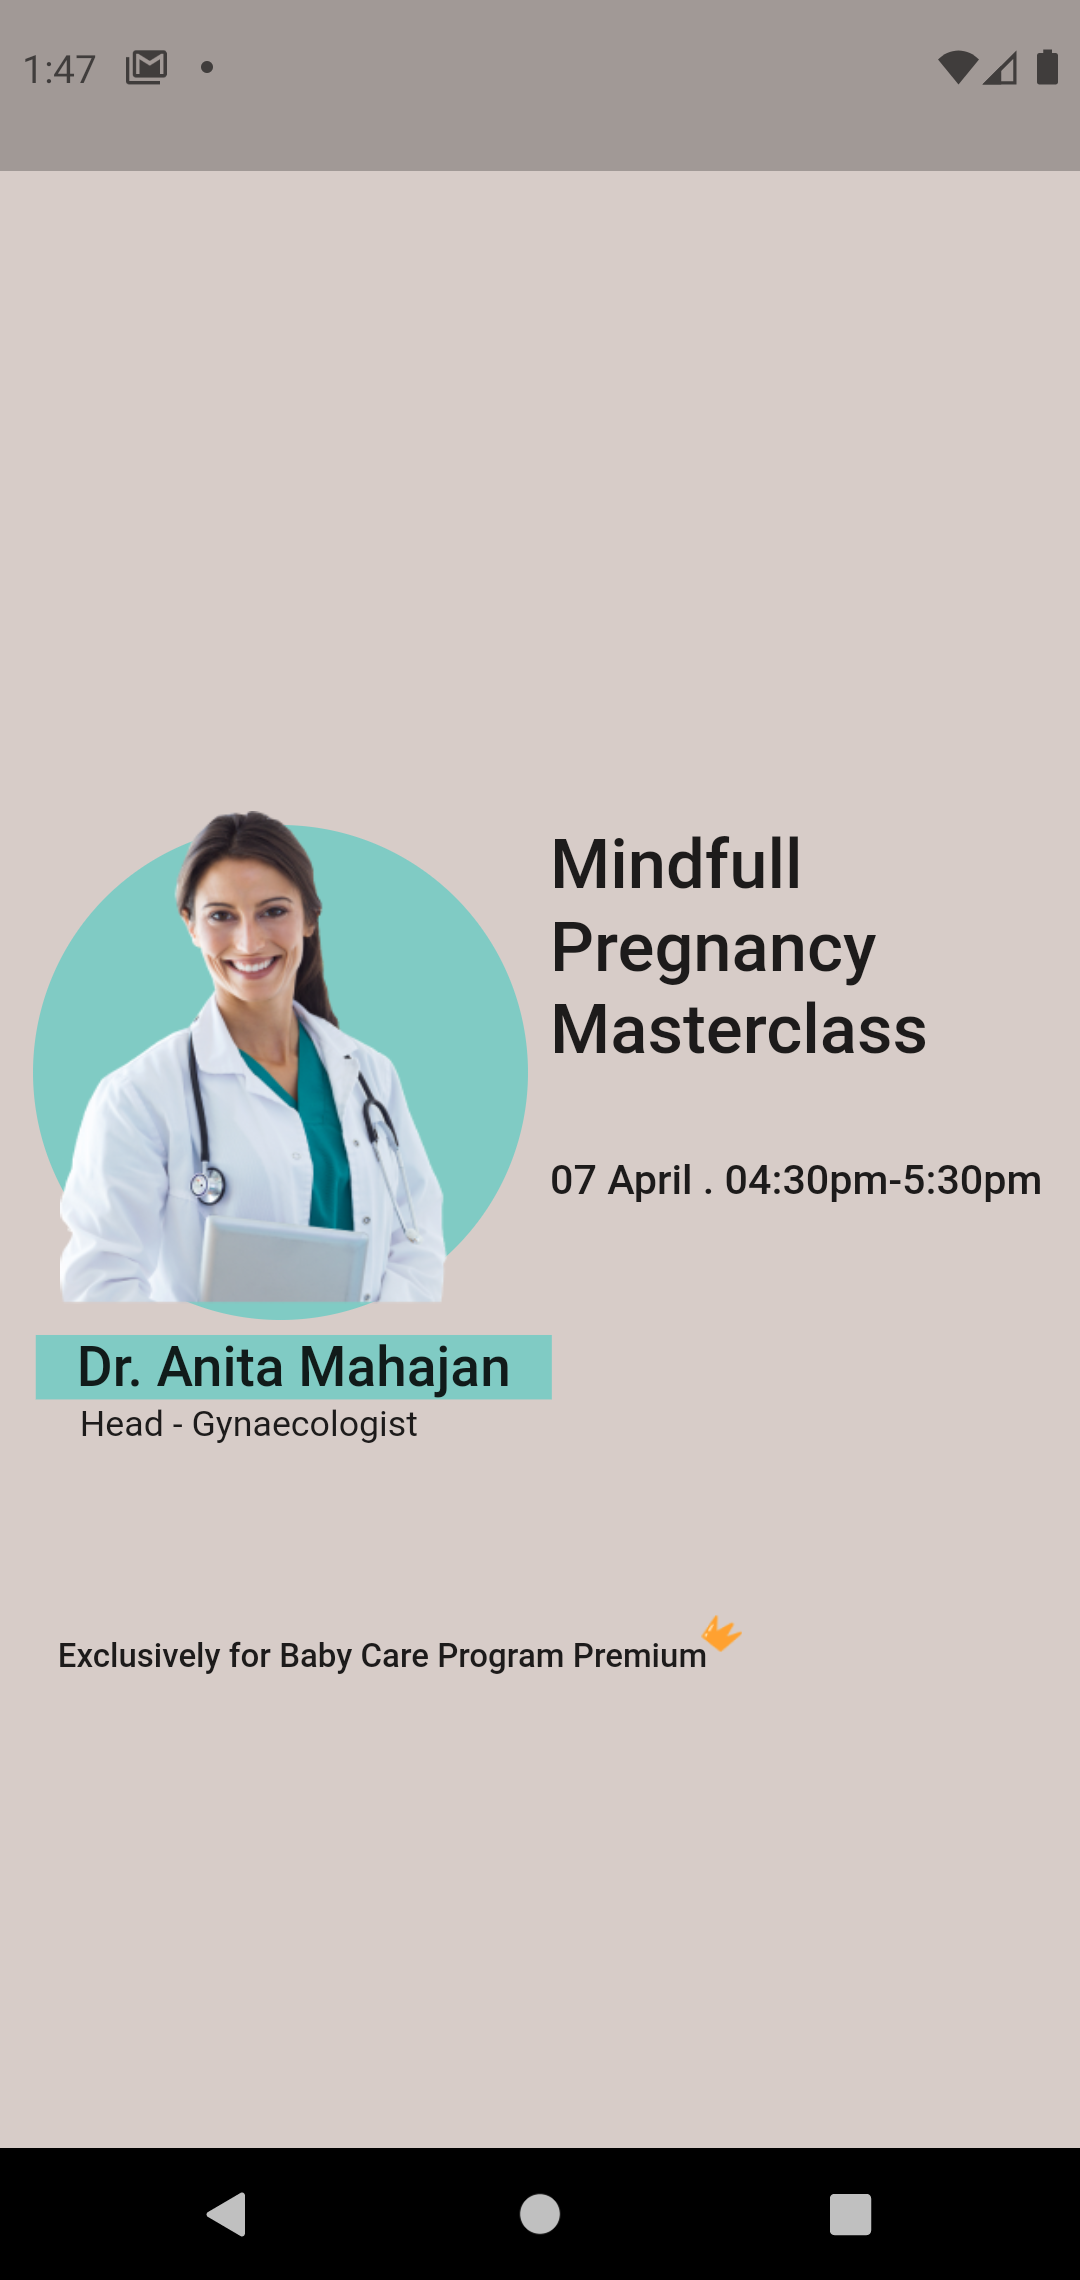 1:47
Mindfull
Pregnancy
Masterclass
07 April . 04:30pm-5:30pm
Dr. Anita Mahajan
Head - Gynaecologist
Exclusively for Baby Care Program Premium